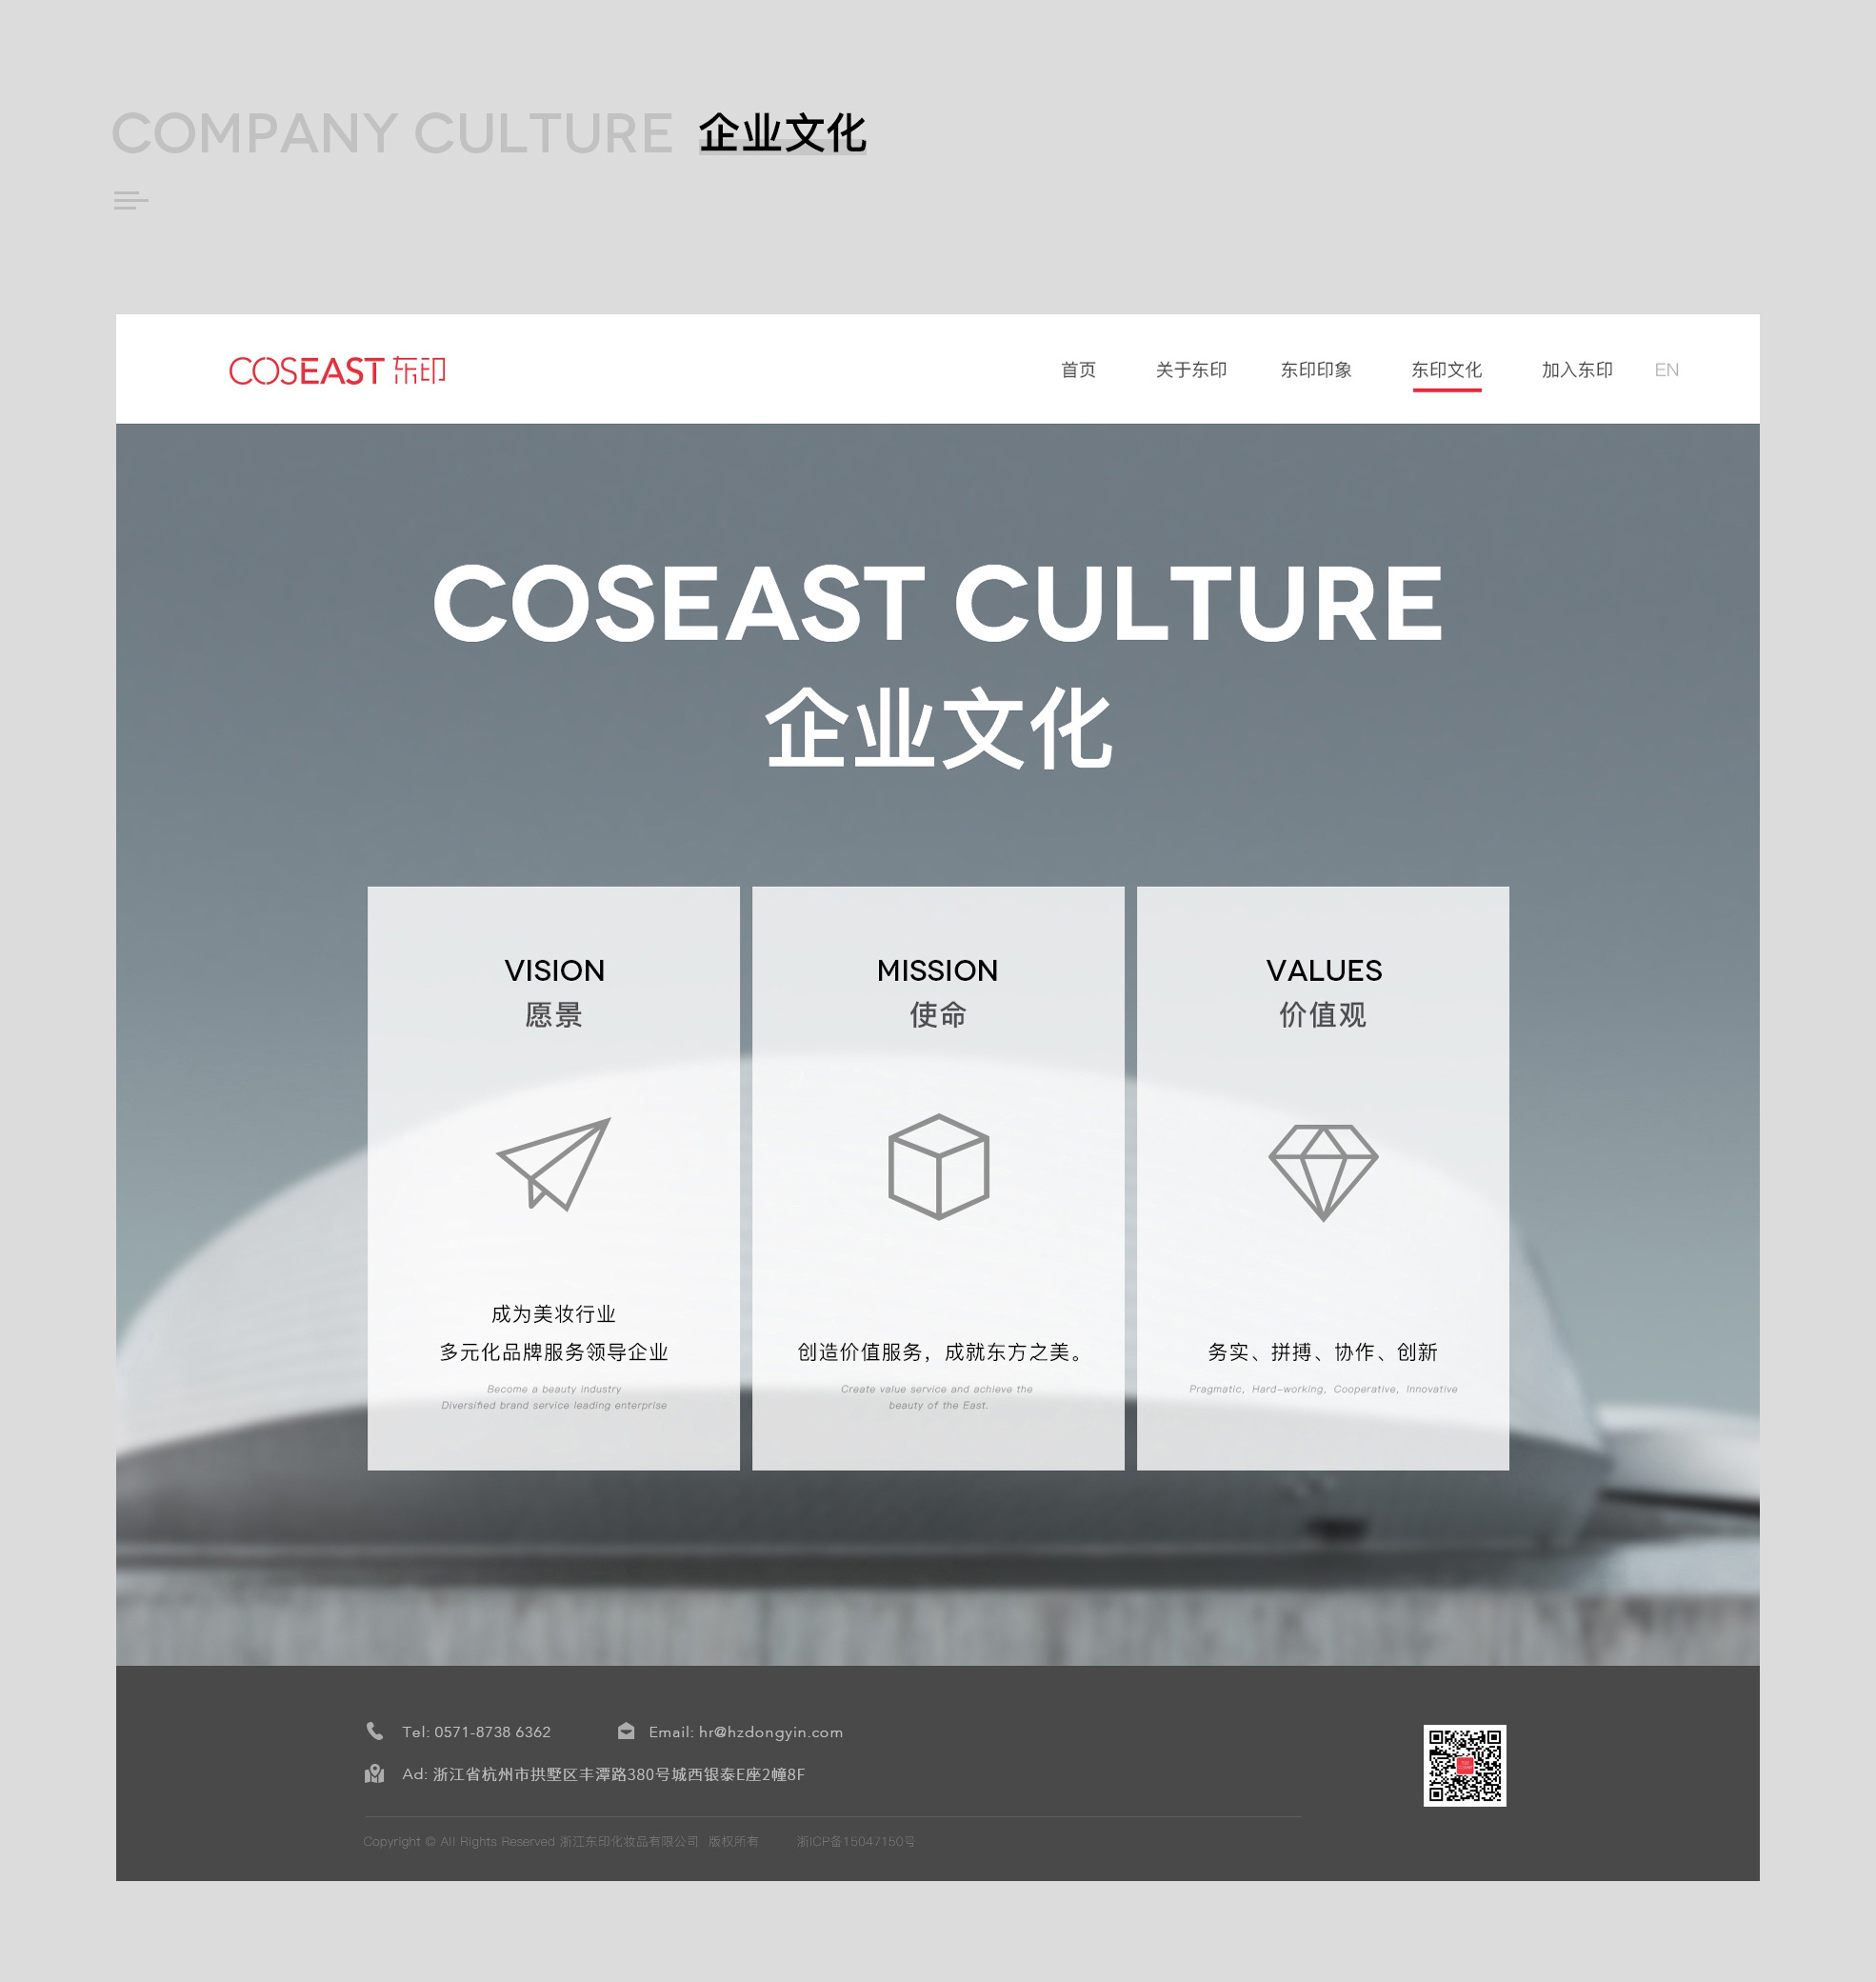 COMPANY CULTURE 企业文化
COSEAST 东印
首页 关于东印 东印印象 东印文化 加入东印 EN
COSEAST CULTURE
企业文化
VISION
愿景
成为美妆行业
多元化品牌服务领导企业
Become a beauty industry
Diversified brand service leading enterprise
MISSION
使命
创造价值服务，成就东方之美。
Create value service and achieve the
beauty of the East.
VALUES
价值观
务实、拼搏、协作、创新
Pragmatic, Hard-working, Cooperative, Innovative
Tel: 0571-8738 6362 Email: hr@hzdongyin.com
Ad: 浙江省杭州市拱墅区丰潭路380号城西银泰E座2幢8F
Copyright © All Rights Reserved 浙江东印化妆品有限公司 版权所有 浙ICP备15047150号